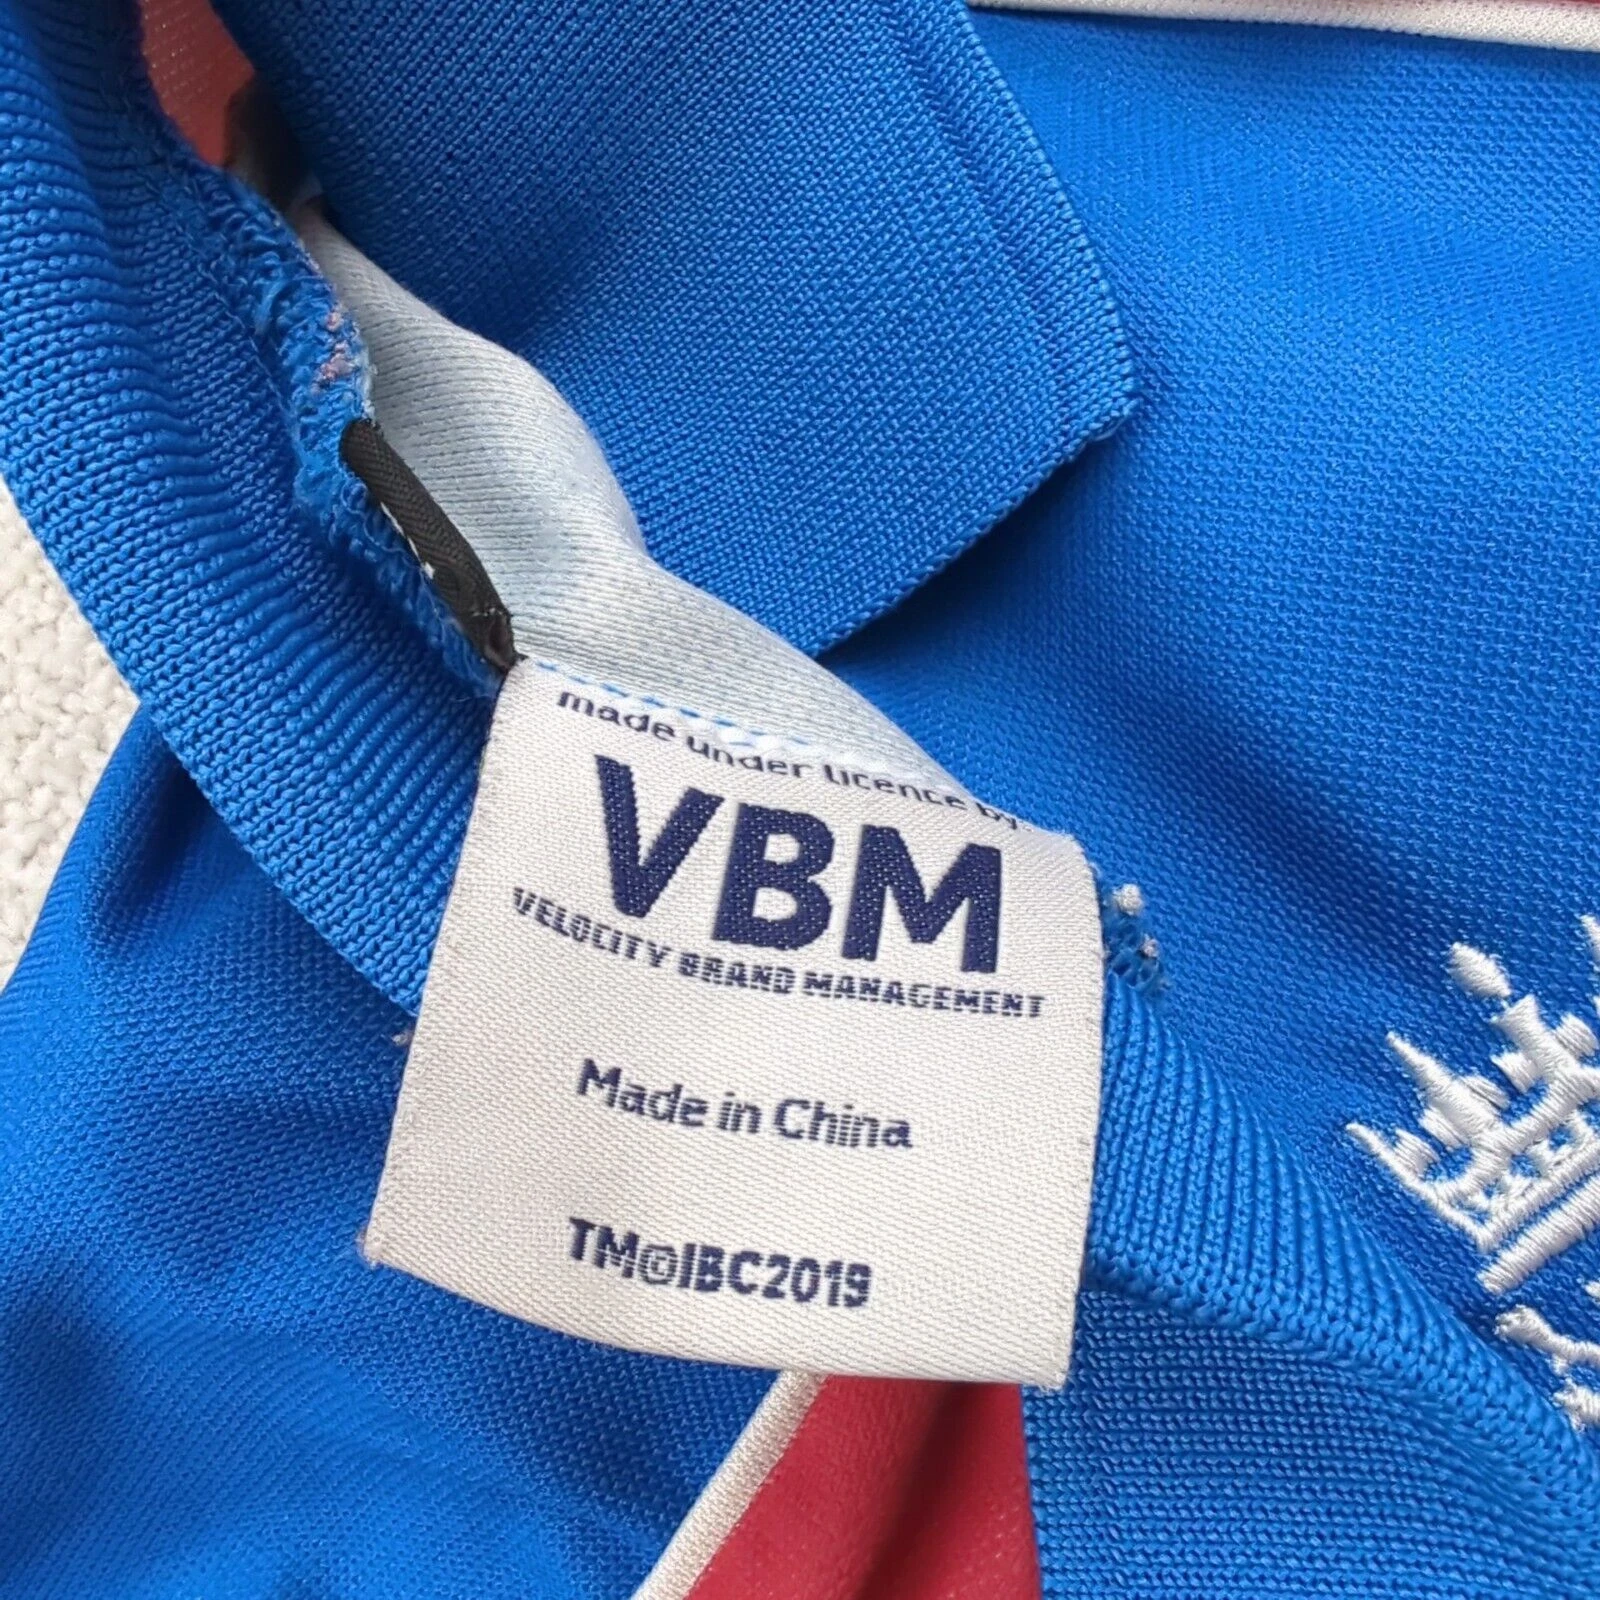 made under licence by
VBM
VELOCITY BRAND MANAGEMENT
Made in China
TM©IBC2019